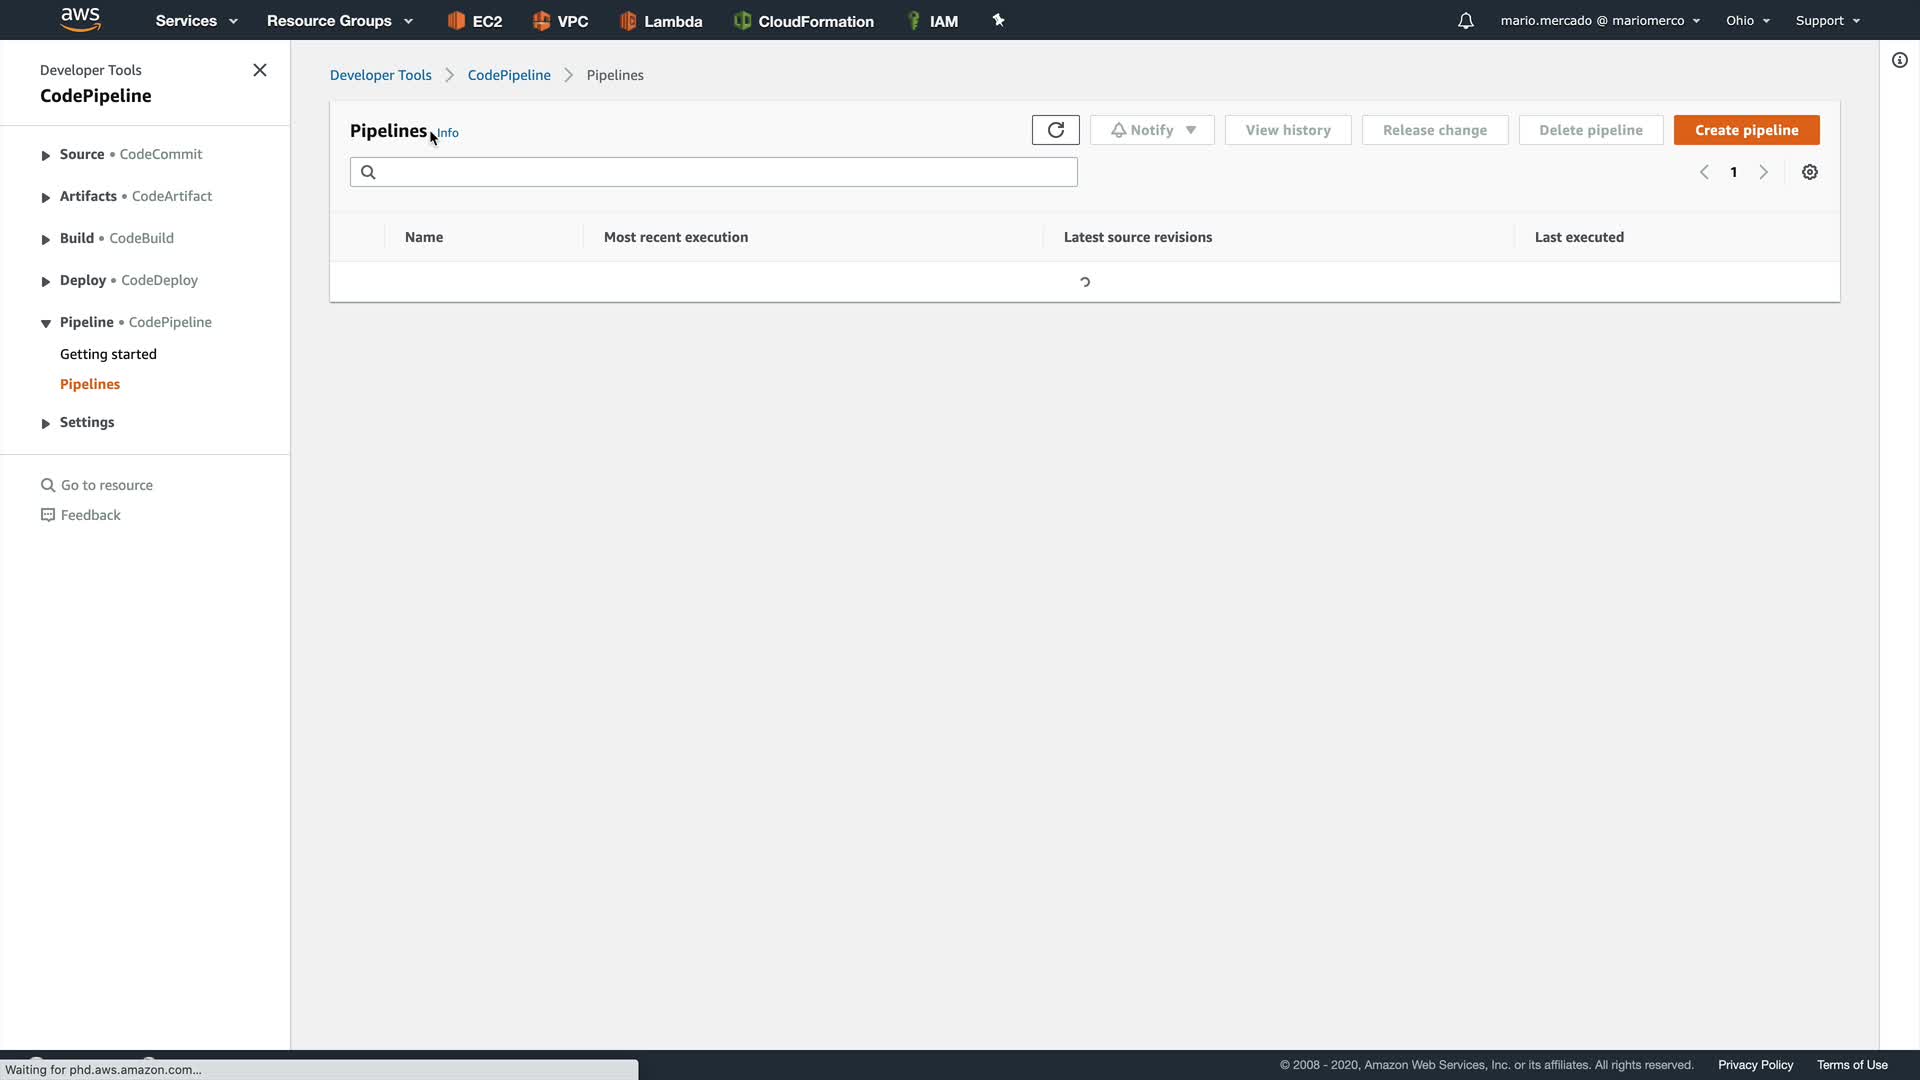 aws Services Resource Groups EC2 VPC Lambda CloudFormation IAM mario.mercado @ mariomerco Ohio Support
Developer Tools
CodePipeline
Source • CodeCommit
Artifacts • CodeArtifact
Build • CodeBuild
Deploy • CodeDeploy
Pipeline • CodePipeline
Getting started
Pipelines
Settings
Go to resource
Feedback
Developer Tools CodePipeline Pipelines
Pipelines Info Notify View history Release change Delete pipeline Create pipeline
1
Name Most recent execution Latest source revisions Last executed
Waiting for phd.aws.amazon.com...
© 2008 - 2020, Amazon Web Services, Inc. or its affiliates. All rights reserved. Privacy Policy Terms of Use